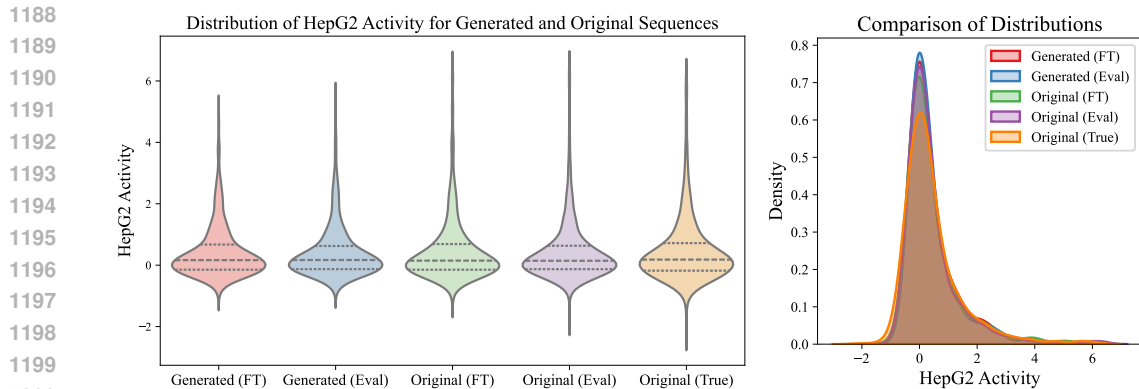 1188
1189
1190
1191
1192
1193
1194
1195
1196
1197
1198
1199
Distribution of HepG2 Activity for Generated and Original Sequences
HepG2 Activity
6
4
2
0
−2
Generated (FT)
Generated (Eval)
Original (FT)
Original (Eval)
Original (True)
Comparison of Distributions
Density
0.8
0.7
0.6
0.5
0.4
0.3
0.2
0.1
0.0
Generated (FT)
Generated (Eval)
Original (FT)
Original (Eval)
Original (True)
−2
0
2
4
6
HepG2 Activity